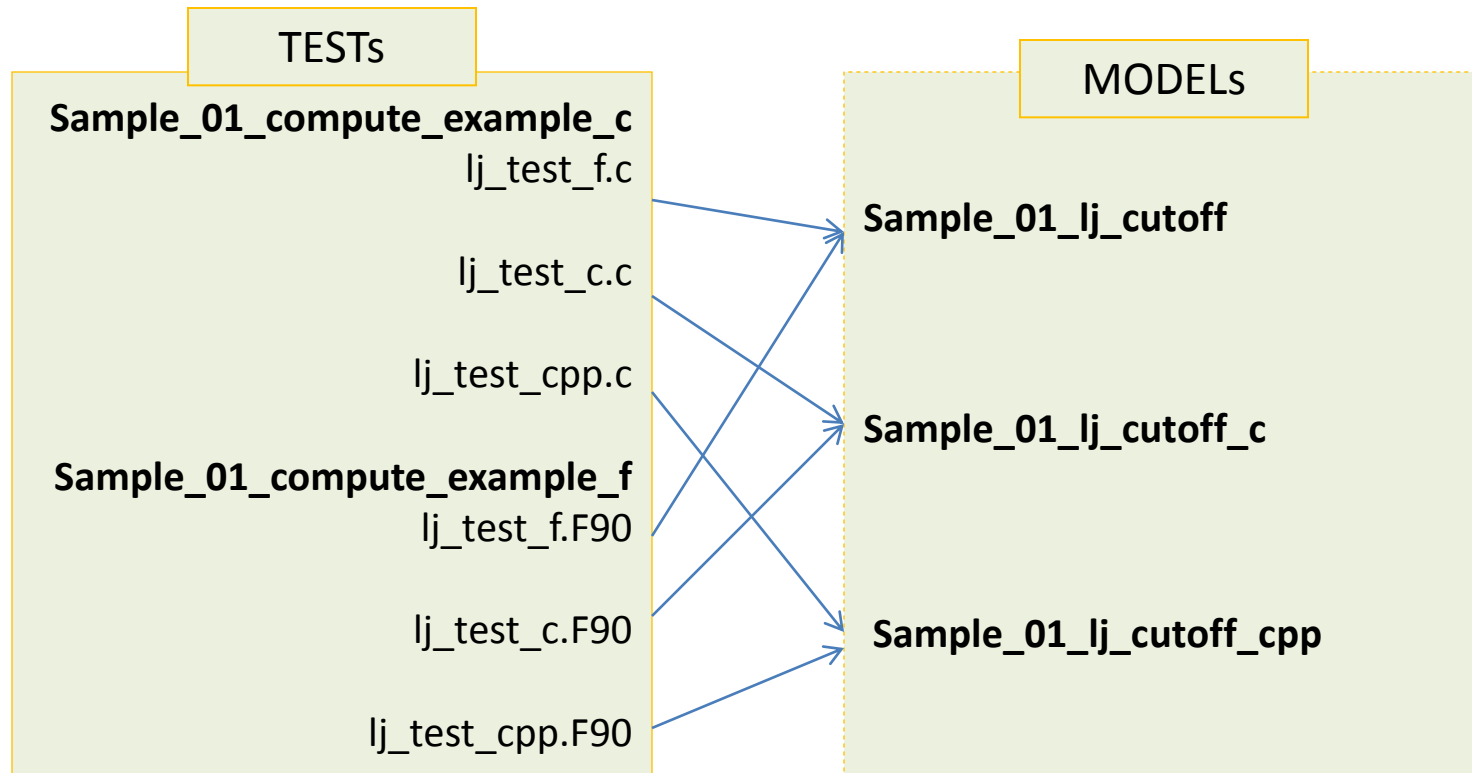 TESTs
Sample_01_compute_example_c
lj_test_f.c
lj_test_c.c
lj_test_cpp.c
Sample_01_compute_example_f
lj_test_f.F90
lj_test_c.F90
lj_test_cpp.F90
MODELs
Sample_01_lj_cutoff
Sample_01_lj_cutoff_c
Sample_01_lj_cutoff_cpp